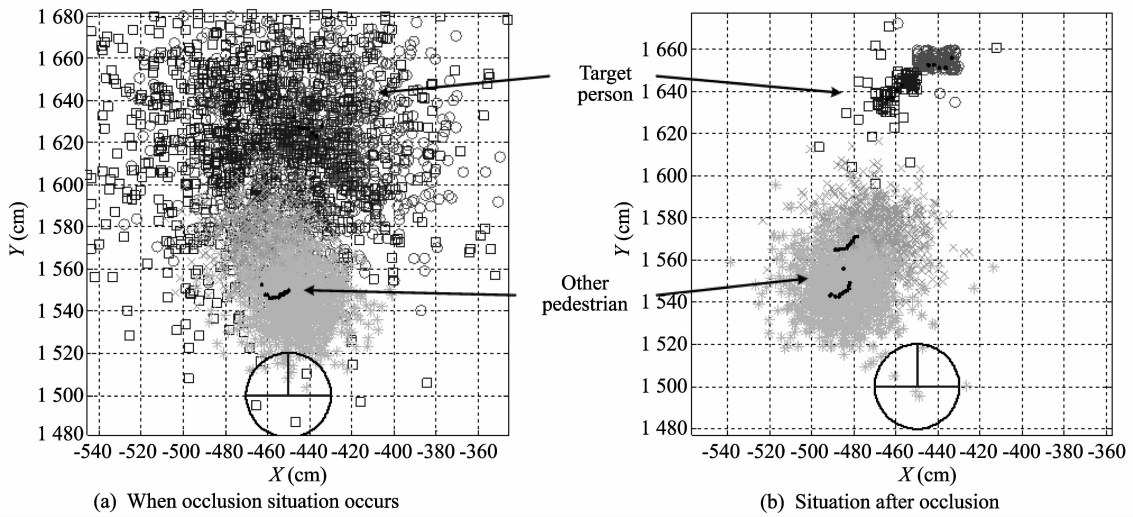 1 680
1 660
1 640
1 620
1 600
1 580
1 560
1 540
1 520
1 500
1 480
Y (cm)
-540 -520 -500 -480 -460 -440 -420 -400 -380 -360
X (cm)
(a) When occlusion situation occurs
Target
person
Other
pedestrian
1 660
1 640
1 620
1 600
1 580
1 560
1 540
1 520
1 500
1 480
Y (cm)
-540 -520 -500 -480 -460 -440 -420 -400 -380 -360
X (cm)
(b) Situation after occlusion